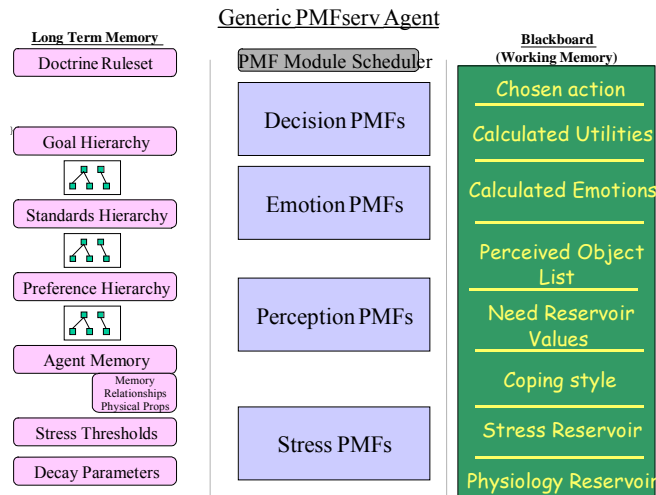 Generic PMFserv Agent
Long Term Memory
Doctrine Ruleset
Goal Hierarchy
Standards Hierarchy
Preference Hierarchy
Agent Memory
Memory
Relationships
Physical Props
Stress Thresholds
Decay Parameters
PMF Module Scheduler
Decision PMFs
Emotion PMFs
Perception PMFs
Stress PMFs
Blackboard
(Working Memory)
Chosen action
Calculated Utilities
Calculated Emotions
Perceived Object
List
Need Reservoir
Values
Coping style
Stress Reservoir
Physiology Reservoir